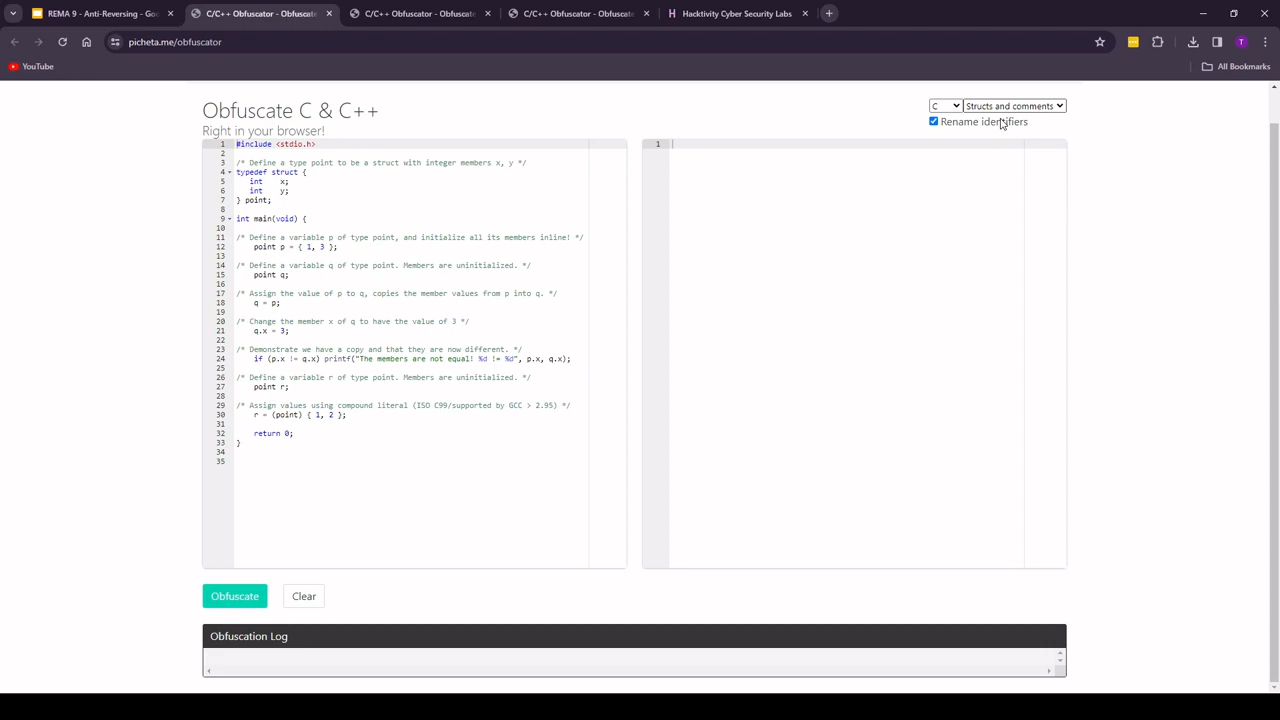 REMA 9 - Anti-Reversing - Goo
C/C++ Obfuscator - Obfuscate
C/C++ Obfuscator - Obfuscate
C/C++ Obfuscator - Obfuscate
Hacktivity Cyber Security Labs
picheta.me/obfuscator
T
YouTube
All Bookmarks
Obfuscate C & C++
Right in your browser!
C
Structs and comments
Rename identifiers
1 #include <stdio.h>
2
3 /* Define a type point to be a struct with integer members x, y */
4 typedef struct {
5 int x;
6 int y;
7 } point;
8
9 int main(void) {
10
11 /* Define a variable p of type point, and initialize all its members inline! */
12 point p = { 1, 3 };
13
14 /* Define a variable q of type point. Members are uninitialized. */
15 point q;
16
17 /* Assign the value of p to q, copies the member values from p into q. */
18 q = p;
19
20 /* Change the member x of q to have the value of 3 */
21 q.x = 3;
22
23 /* Demonstrate we have a copy and that they are now different. */
24 if (p.x != q.x) printf("The members are not equal! %d != %d", p.x, q.x);
25
26 /* Define a variable r of type point. Members are uninitialized. */
27 point r;
28
29 /* Assign values using compound literal (ISO C99/supported by GCC > 2.95) */
30 r = (point) { 1, 2 };
31
32 return 0;
33 }
34
35
1
Obfuscate
Clear
Obfuscation Log